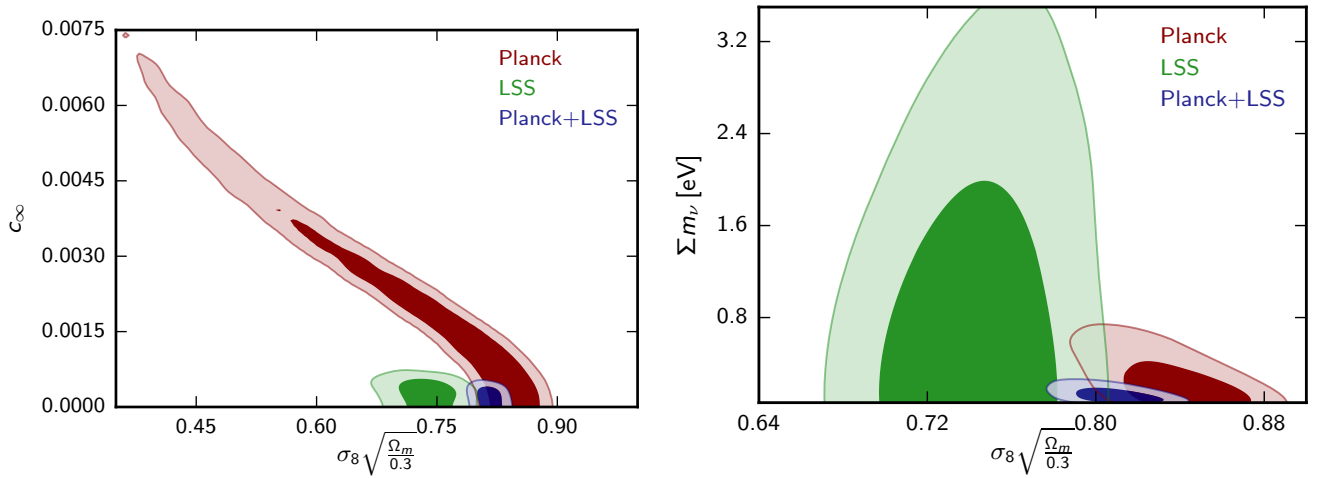 0.0075
0.0060
0.0045
0.0030
0.0015
0.0000
c∞
0.45 0.60 0.75 0.90
σ8√Ωm/0.3
Planck
LSS
Planck+LSS
3.2
2.4
1.6
0.8
Σmν [eV]
0.64 0.72 0.80 0.88
σ8√Ωm/0.3
Planck
LSS
Planck+LSS